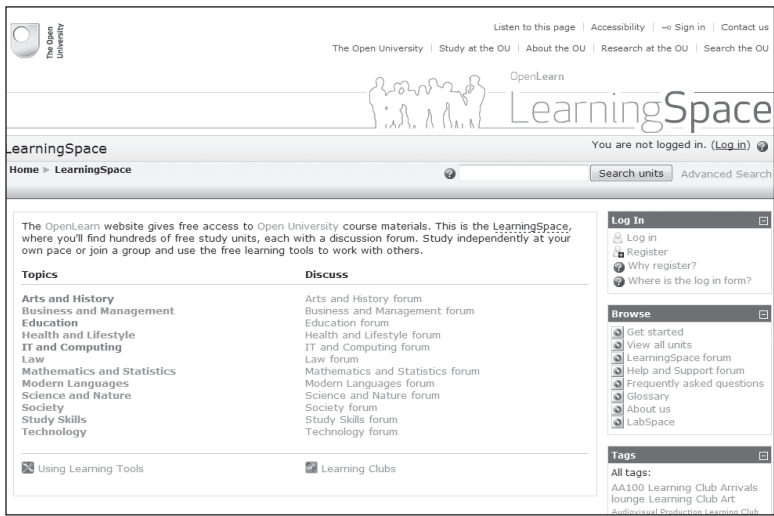 The Open
University
Listen to this page | Accessibility | Sign in | Contact us
The Open University | Study at the OU | About the OU | Research at the OU | Search the OU
OpenLearn
LearningSpace
LearningSpace
You are not logged in. (Log in)
Home ► LearningSpace
Search units
Advanced Search
The OpenLearn website gives free access to Open University course materials. This is the LearningSpace,
where you'll find hundreds of free study units, each with a discussion forum. Study independently at your
own pace or join a group and use the free learning tools to work with others.
Topics
Arts and History
Business and Management
Education
Health and Lifestyle
IT and Computing
Law
Mathematics and Statistics
Modern Languages
Science and Nature
Society
Study Skills
Technology
Using Learning Tools
Discuss
Arts and History forum
Business and Management forum
Education forum
Health and Lifestyle forum
IT and Computing forum
Law forum
Mathematics and Statistics forum
Modern Languages forum
Science and Nature forum
Society forum
Study Skills forum
Technology forum
Learning Clubs
Log In
Log in
Register
Why register?
Where is the log in form?
Browse
Get started
View all units
LearningSpace forum
Help and Support forum
Frequently asked questions
Glossary
About us
LabSpace
Tags
All tags:
AA100 Learning Club Arrivals
lounge Learning Club Art
Audiovisual Production Learning Club